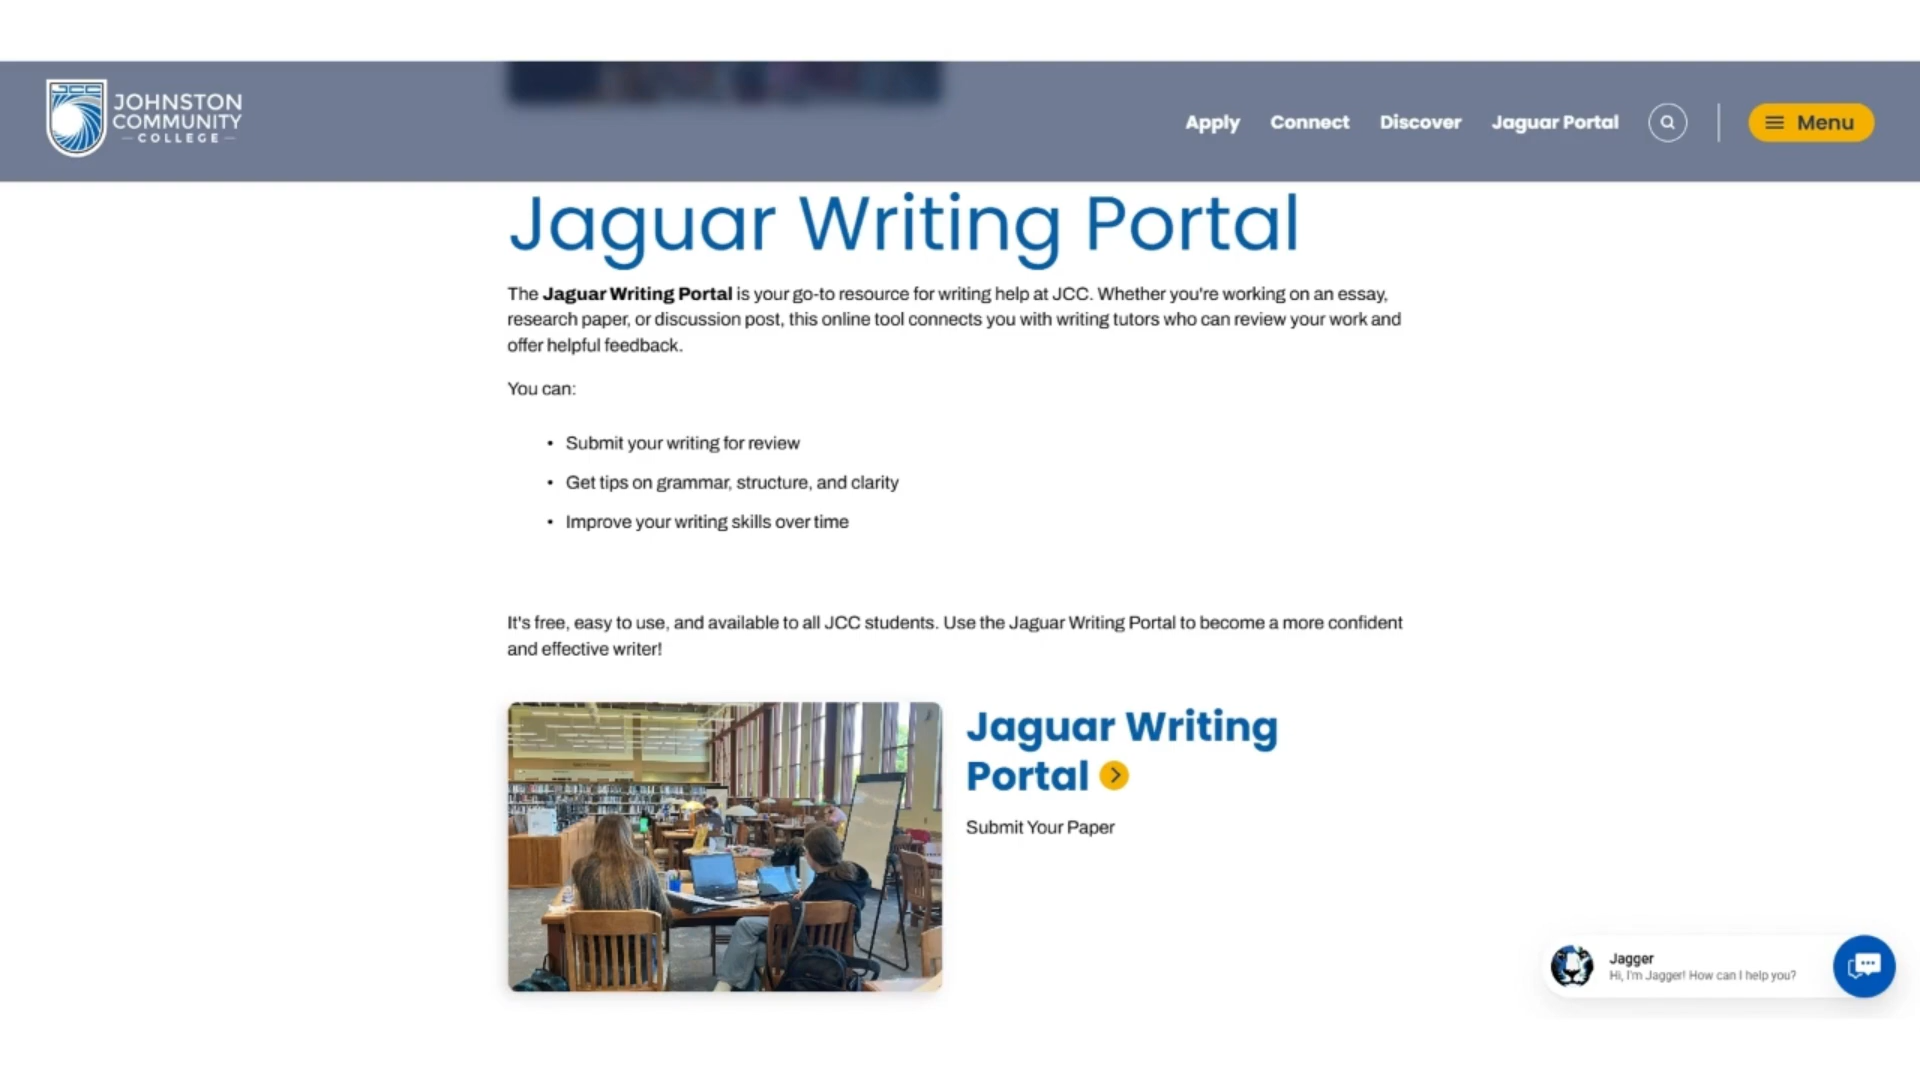 JCC
JOHNSTON
COMMUNITY
COLLEGE
Apply Connect Discover Jaguar Portal Menu
Jaguar Writing Portal
The Jaguar Writing Portal is your go-to resource for writing help at JCC. Whether you're working on an essay,
research paper, or discussion post, this online tool connects you with writing tutors who can review your work and
offer helpful feedback.
You can:
• Submit your writing for review
• Get tips on grammar, structure, and clarity
• Improve your writing skills over time
It's free, easy to use, and available to all JCC students. Use the Jaguar Writing Portal to become a more confident
and effective writer!
Jaguar Writing
Portal
Submit Your Paper
Jagger
Hi, I'm Jagger! How can I help you?